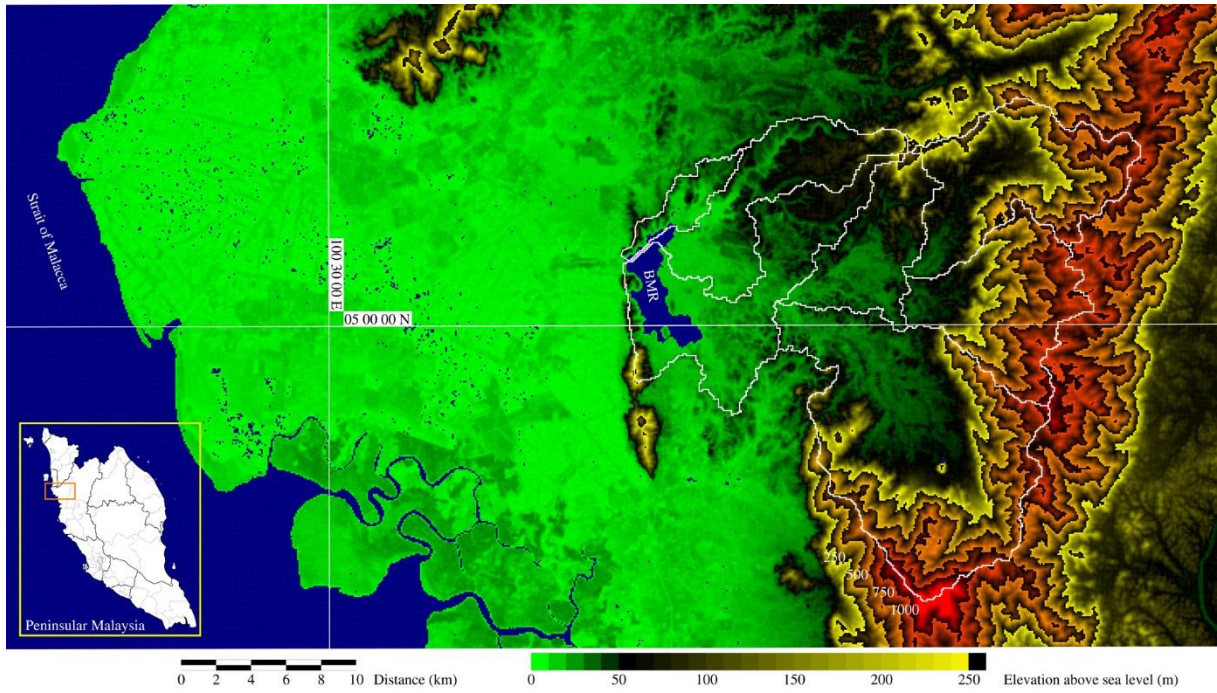 Strait of Malacca
100 30 00 E
05 00 00 N
BMR
250
500
750
1000
Peninsular Malaysia
0 2 4 6 8 10 Distance (km)
0 50 100 150 200 250 Elevation above sea level (m)